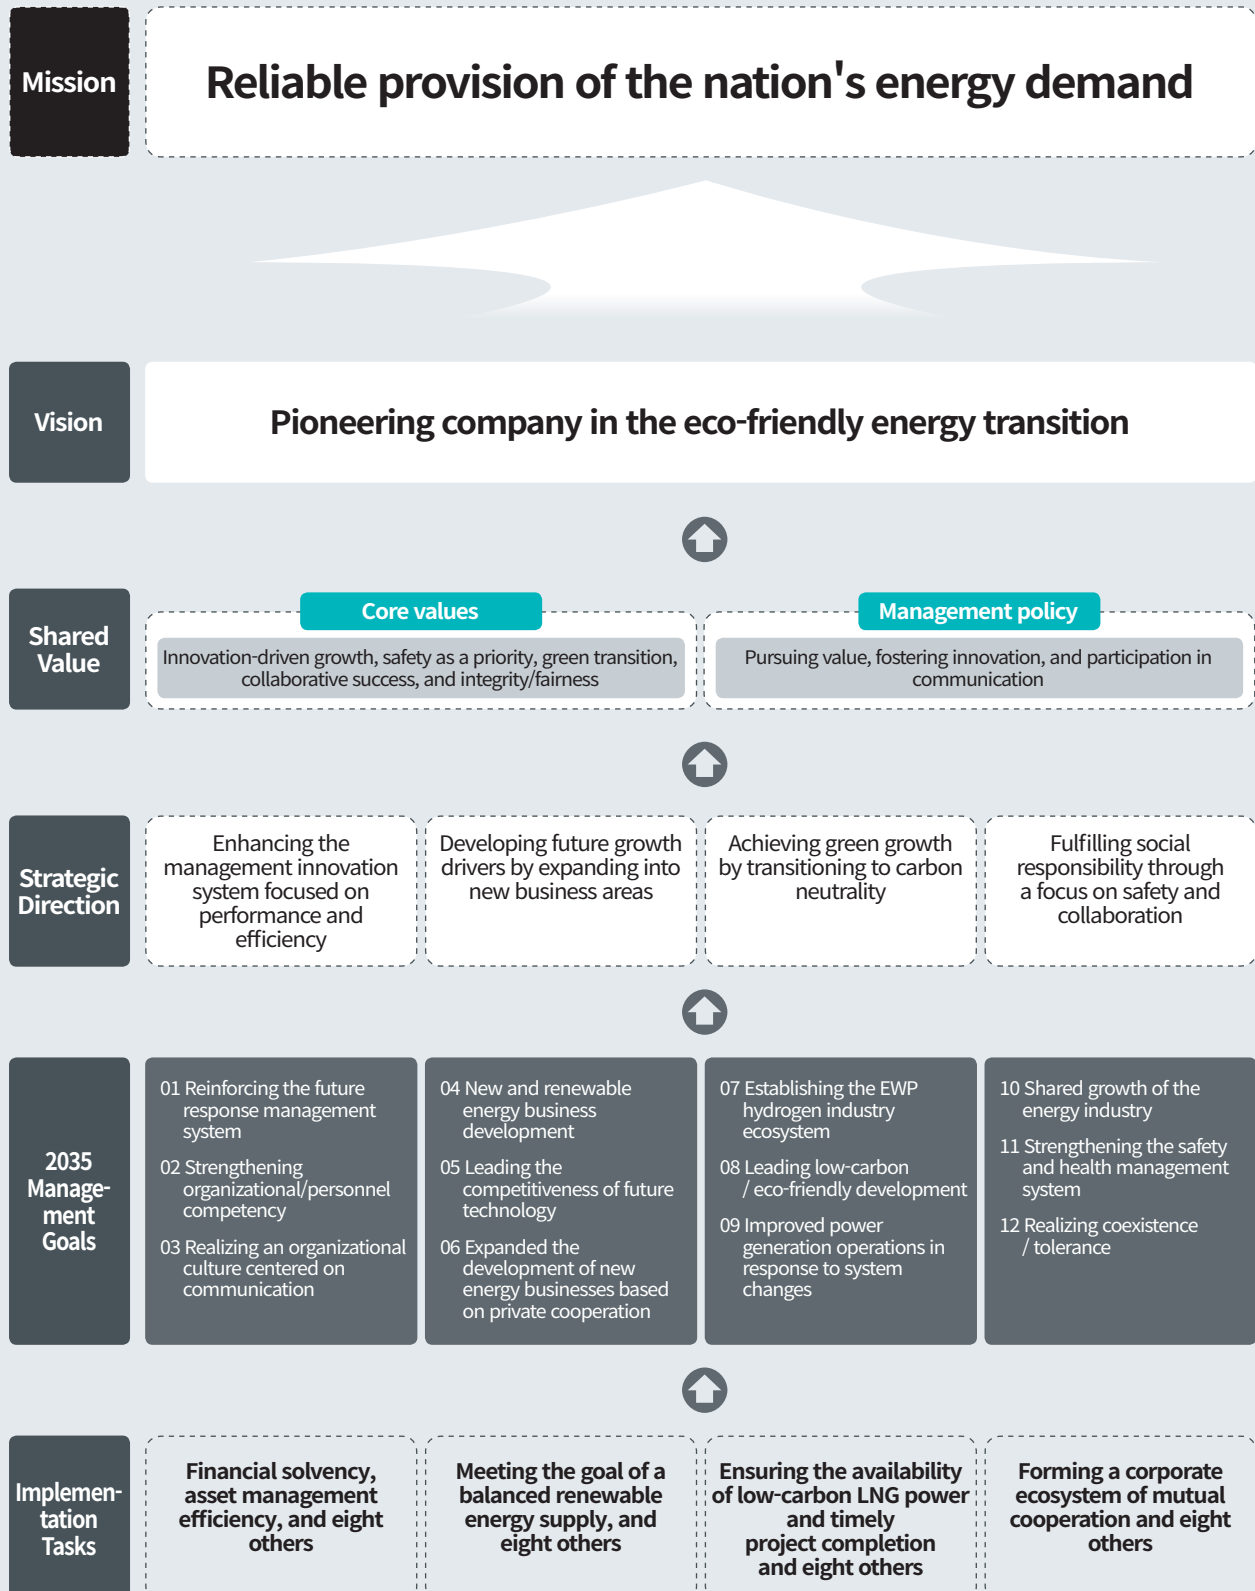 Mission
Reliable provision of the nation's energy demand
Vision
Pioneering company in the eco-friendly energy transition
Shared
Value
Core values
Innovation-driven growth, safety as a priority, green transition,
collaborative success, and integrity/fairness
Management policy
Pursuing value, fostering innovation, and participation in
communication
Strategic
Direction
Enhancing the
management innovation
system focused on
performance and
efficiency
Developing future growth
drivers by expanding into
new business areas
Achieving green growth
by transitioning to carbon
neutrality
Fulfilling social
responsibility through
a focus on safety and
collaboration
2035
Manage-
ment
Goals
01 Reinforcing the future
response management
system
02 Strengthening
organizational/personnel
competency
03 Realizing an organizational
culture centered on
communication
04 New and renewable
energy business
development
05 Leading the
competitiveness of future
technology
06 Expanded the
development of new
energy businesses based
on private cooperation
07 Establishing the EWP
hydrogen industry
ecosystem
08 Leading low-carbon
/ eco-friendly development
09 Improved power
generation operations in
response to system
changes
10 Shared growth of the
energy industry
11 Strengthening the safety
and health management
system
12 Realizing coexistence
/ tolerance
Implemen-
tation
Tasks
Financial solvency,
asset management
efficiency, and eight
others
Meeting the goal of a
balanced renewable
energy supply, and
eight others
Ensuring the availability
of low-carbon LNG power
and timely
project completion
and eight others
Forming a corporate
ecosystem of mutual
cooperation and eight
others